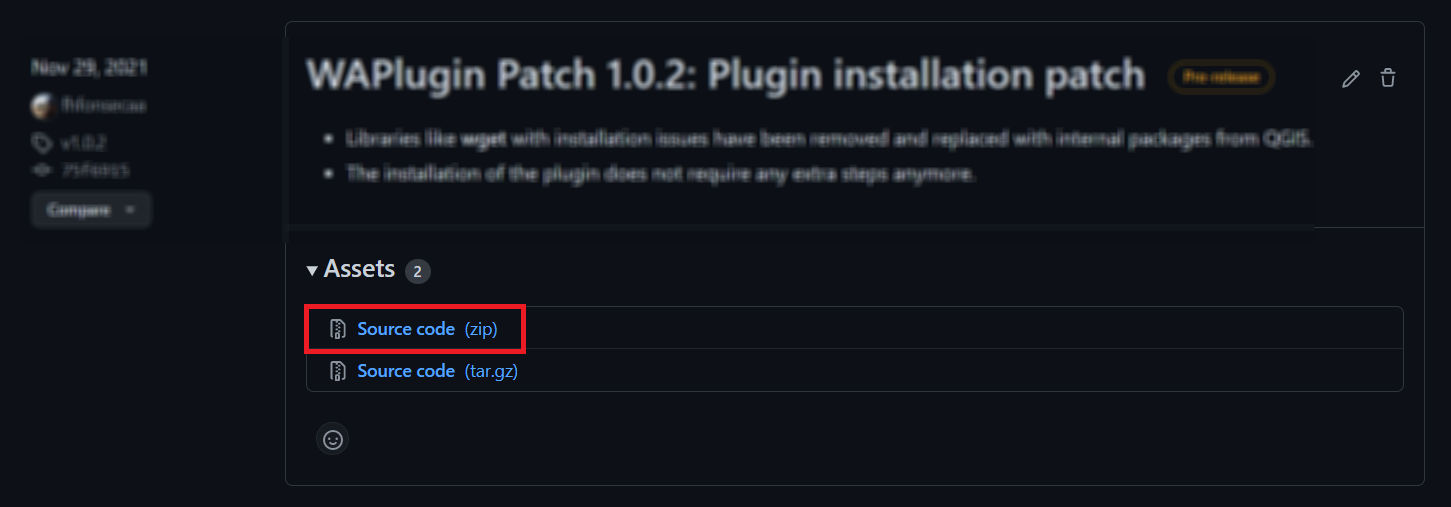 Nov 29, 2021
v1.0.2
Compare
WAPlugin Patch 1.0.2: Plugin installation patch
Pre-release
Libraries like wget with installation issues have been removed and replaced with internal packages from QGIS.
The installation of the plugin does not require any extra steps anymore.
Assets 2
Source code (zip)
Source code (tar.gz)